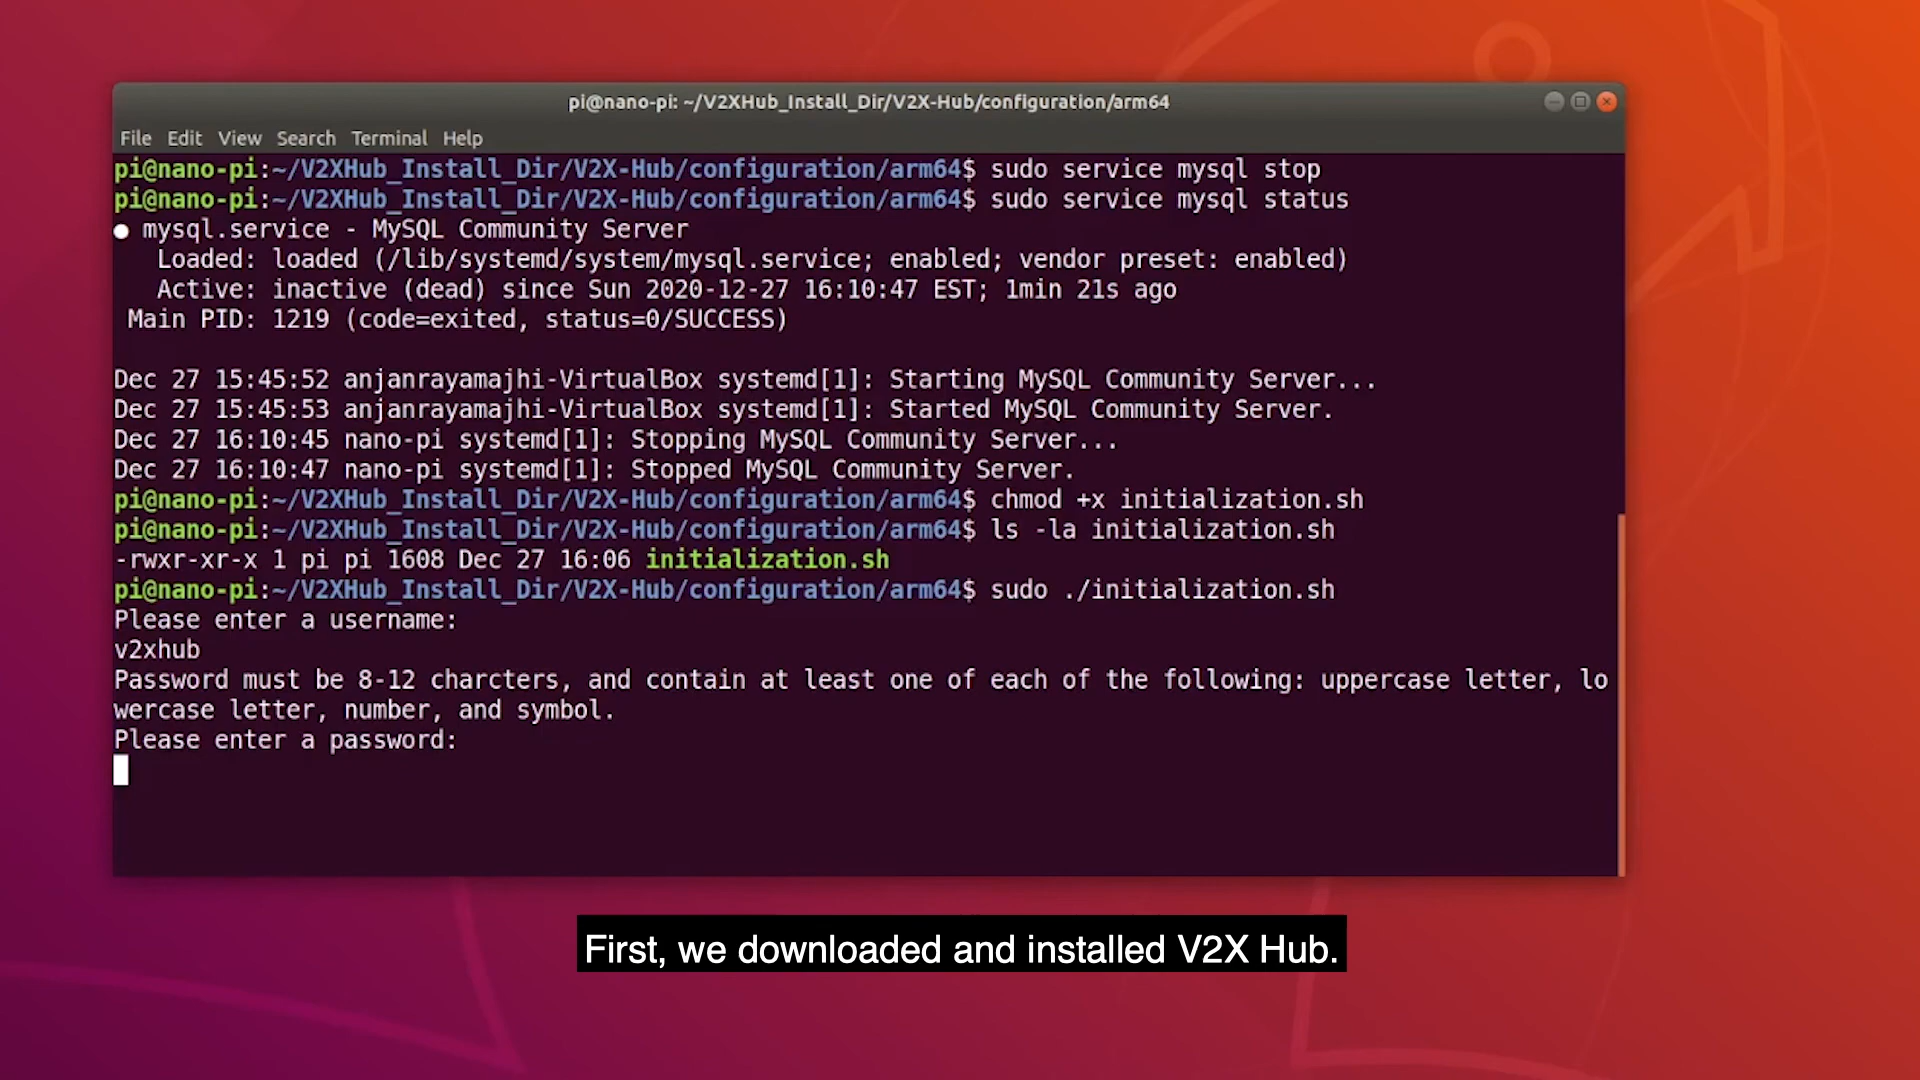 pi@nano-pi: ~/V2XHub_Install_Dir/V2X-Hub/configuration/arm64
File Edit View Search Terminal Help
pi@nano-pi:~/V2XHub_Install_Dir/V2X-Hub/configuration/arm64$ sudo service mysql stop
pi@nano-pi:~/V2XHub_Install_Dir/V2X-Hub/configuration/arm64$ sudo service mysql status
● mysql.service - MySQL Community Server
Loaded: loaded (/lib/systemd/system/mysql.service; enabled; vendor preset: enabled)
Active: inactive (dead) since Sun 2020-12-27 16:10:47 EST; 1min 21s ago
Main PID: 1219 (code=exited, status=0/SUCCESS)
Dec 27 15:45:52 anjanrayamajhi-VirtualBox systemd[1]: Starting MySQL Community Server...
Dec 27 15:45:53 anjanrayamajhi-VirtualBox systemd[1]: Started MySQL Community Server.
Dec 27 16:10:45 nano-pi systemd[1]: Stopping MySQL Community Server...
Dec 27 16:10:47 nano-pi systemd[1]: Stopped MySQL Community Server.
pi@nano-pi:~/V2XHub_Install_Dir/V2X-Hub/configuration/arm64$ chmod +x initialization.sh
pi@nano-pi:~/V2XHub_Install_Dir/V2X-Hub/configuration/arm64$ ls -la initialization.sh
-rwxr-xr-x 1 pi pi 1608 Dec 27 16:06 initialization.sh
pi@nano-pi:~/V2XHub_Install_Dir/V2X-Hub/configuration/arm64$ sudo ./initialization.sh
Please enter a username:
v2xhub
Password must be 8-12 charcters, and contain at least one of each of the following: uppercase letter, lo
wercase letter, number, and symbol.
Please enter a password:
First, we downloaded and installed V2X Hub.